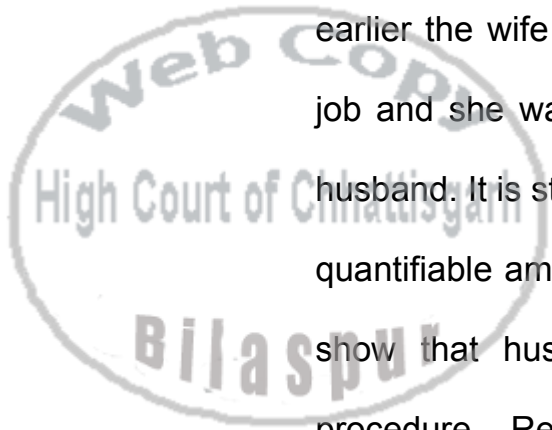 earlier the wife
job and she wa
husband. It is st
quantifiable am
show that hus
procedure. Re
Web Copy
High Court of Chhattisgarh
Bilaspur